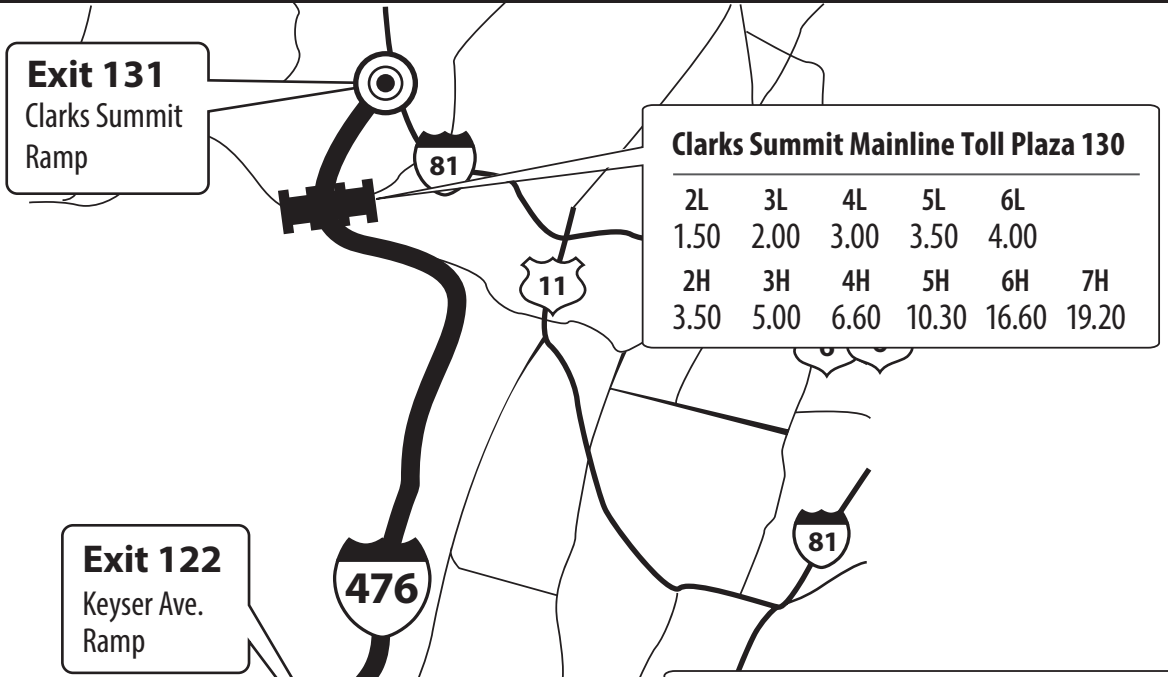 Exit 131
Clarks Summit
Ramp
81
Clarks Summit Mainline Toll Plaza 130
2L 3L 4L 5L 6L
1.50 2.00 3.00 3.50 4.00
2H 3H 4H 5H 6H 7H
3.50 5.00 6.60 10.30 16.60 19.20
11
81
Exit 122
Keyser Ave.
Ramp
476